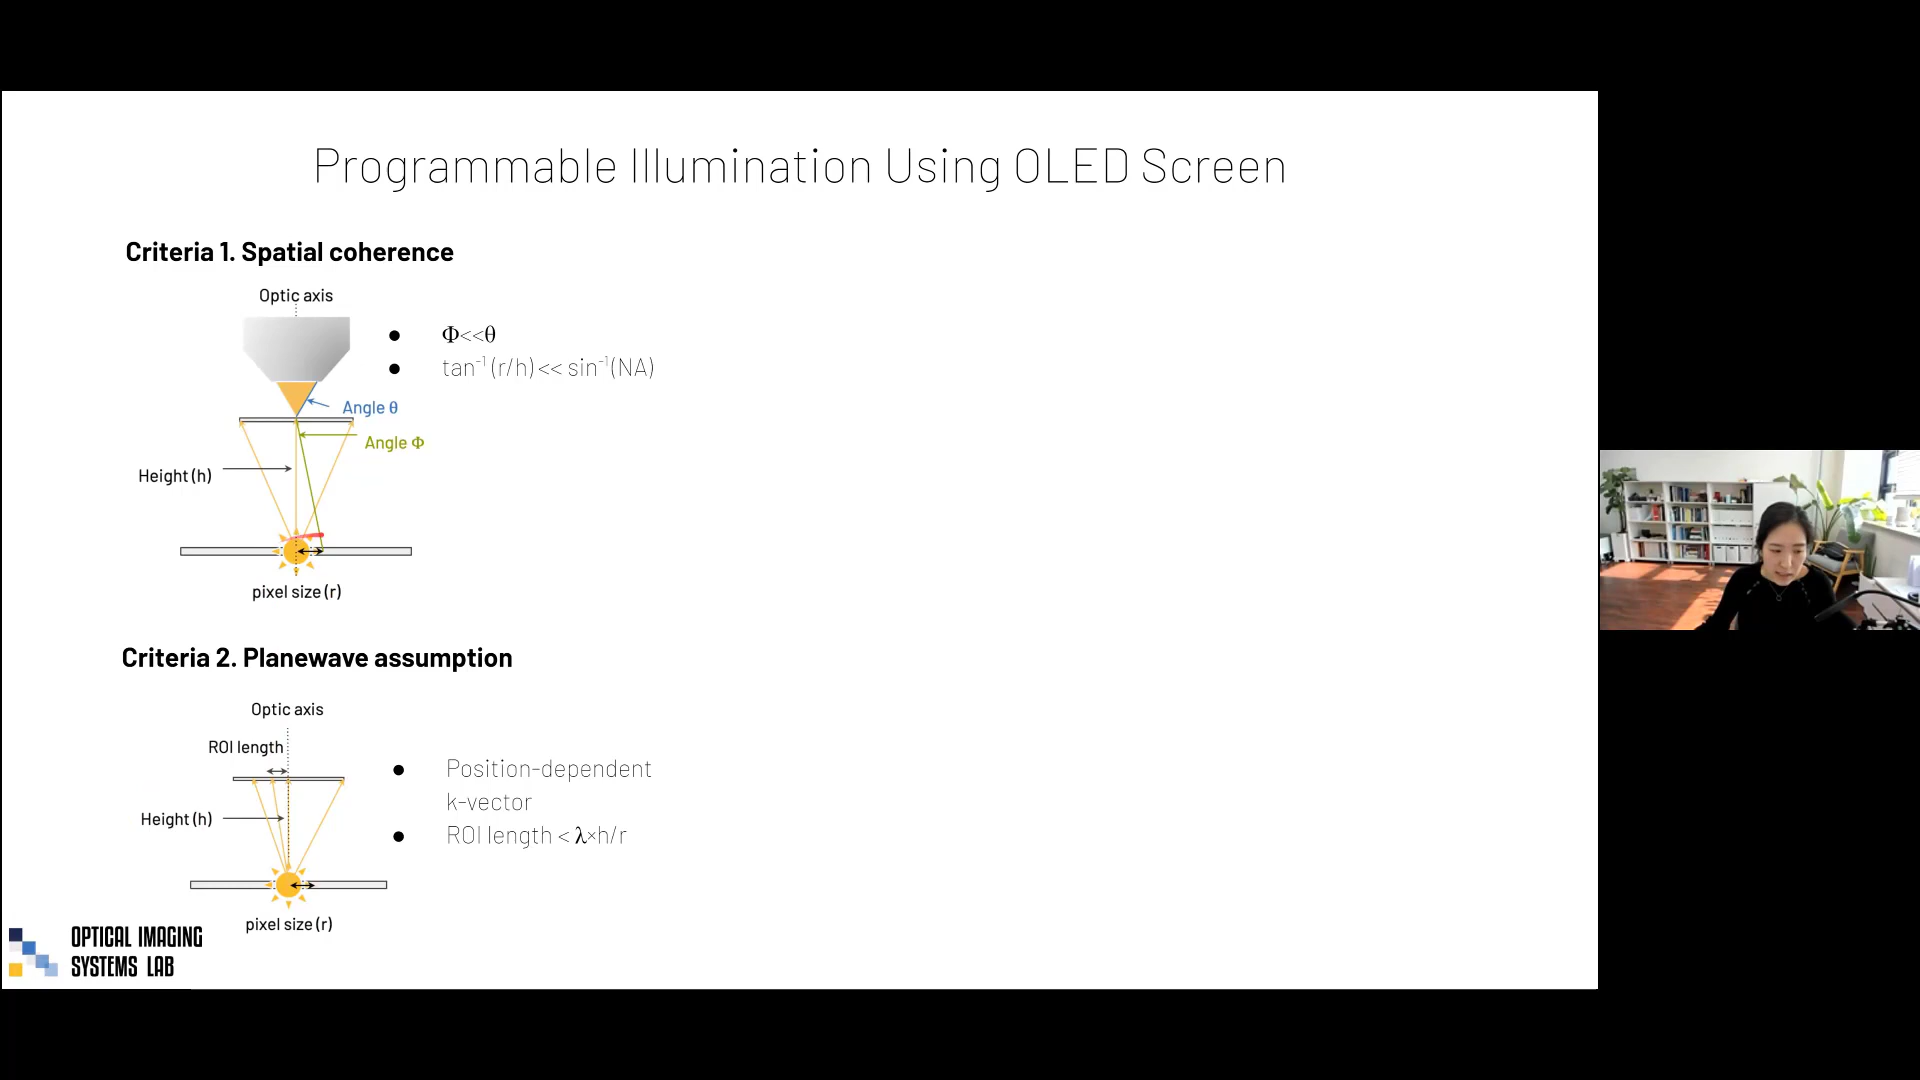 Programmable Illumination Using OLED Screen
Criteria 1. Spatial coherence
Optic axis
Φ<<θ
tan⁻¹(r/h) << sin⁻¹(NA)
Angle θ
Angle Φ
Height (h)
pixel size (r)
Criteria 2. Planewave assumption
Optic axis
ROI length
Position-dependent
k-vector
Height (h)
ROI length < λ×h/r
pixel size (r)
OPTICAL IMAGING
SYSTEMS LAB